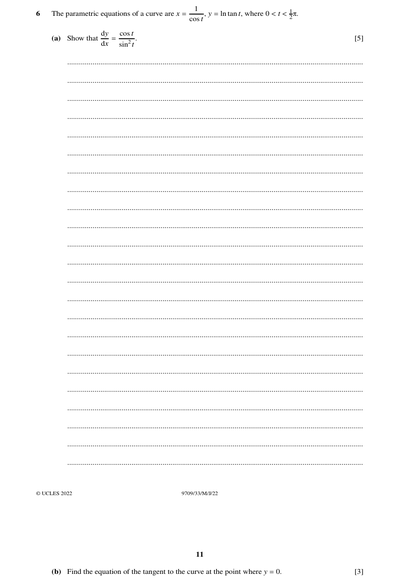 6 The parametric equations of a curve are x = 1/cos t, y = ln tan t, where 0 < t < ½π.
(a) Show that dy/dx = cos t/sin² t. [5]
© UCLES 2022 9709/33/M/J/22
11
(b) Find the equation of the tangent to the curve at the point where y = 0. [3]